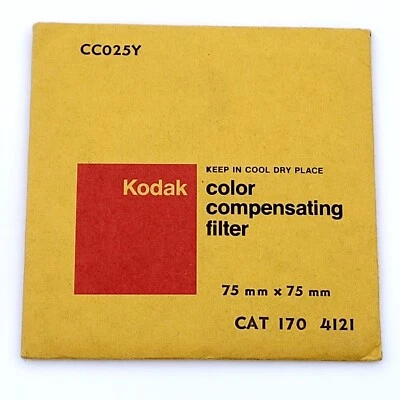 CC025Y
KEEP IN COOL DRY PLACE
Kodak color
compensating
filter
75 mm x 75 mm
CAT 170 4121